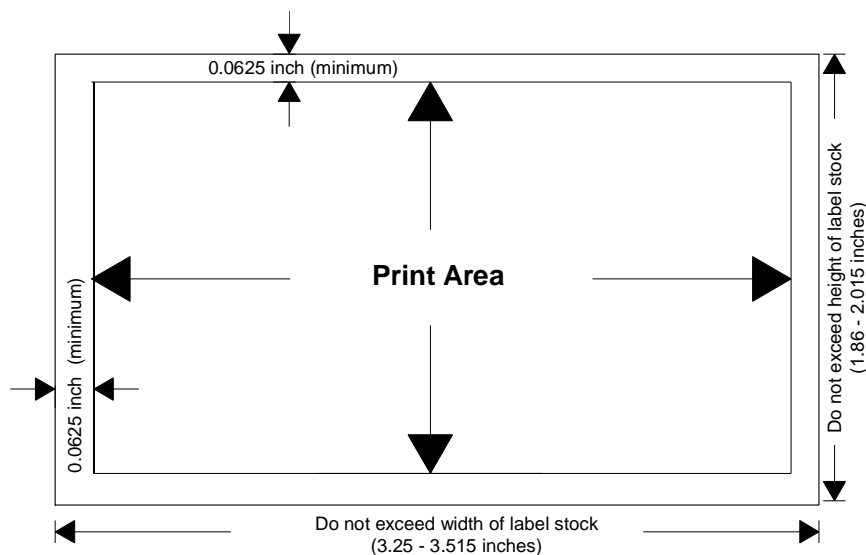 0.0625 inch (minimum)
Print Area
0.0625 inch (minimum)
Do not exceed height of label stock
(1.86 - 2.015 inches)
Do not exceed width of label stock
(3.25 - 3.515 inches)